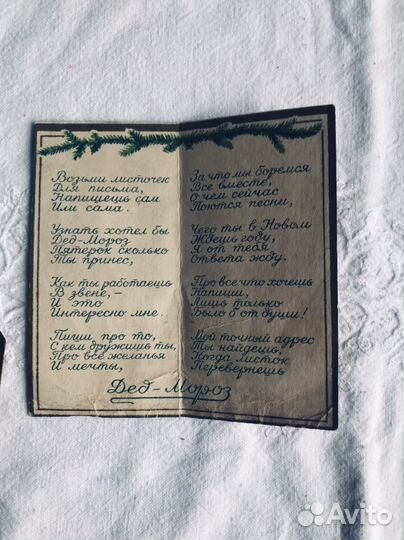 Возьми листочек
Для письма,
Напишешь сам
Или сама.
Узнать хотел бы
Дед-Мороз
Пятерок сколько
Ты принес,
Как ты работаешь
В звене, –
И это
Интересно мне.
Пиши про то,
С кем дружишь ты,
Про все желанья
И мечты,
За что мы боремся
Все вместе,
О чем сейчас
Поются песни,
Чего ты в Новом
Ждешь году,
Я от тебя
Ответа жду.
Про все что хочешь
Напиши,
Лишь только
Было б от души!
Мой точный адрес
Ты найдешь,
Когда листок
Перевернешь
Дед-Мороз
Avito